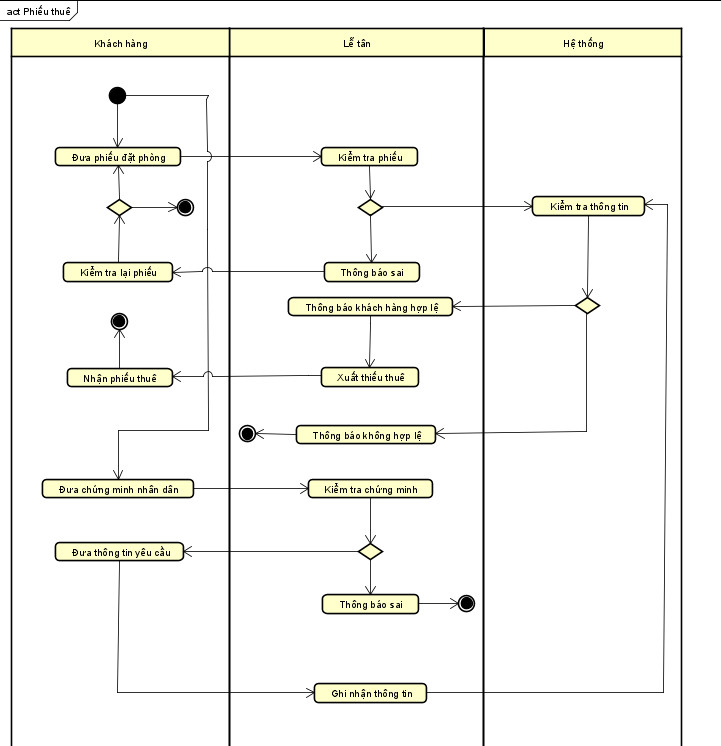 act Phiếu thuê
Khách hàng
Lễ tân
Hệ thống
Đưa phiếu đặt phòng
Kiểm tra phiếu
Kiểm tra thông tin
Kiểm tra lại phiếu
Thông báo sai
Thông báo khách hàng hợp lệ
Nhận phiếu thuê
Xuất thiếu thuê
Thông báo không hợp lệ
Đưa chứng minh nhân dân
Kiểm tra chứng minh
Đưa thông tin yêu cầu
Thông báo sai
Ghi nhận thông tin